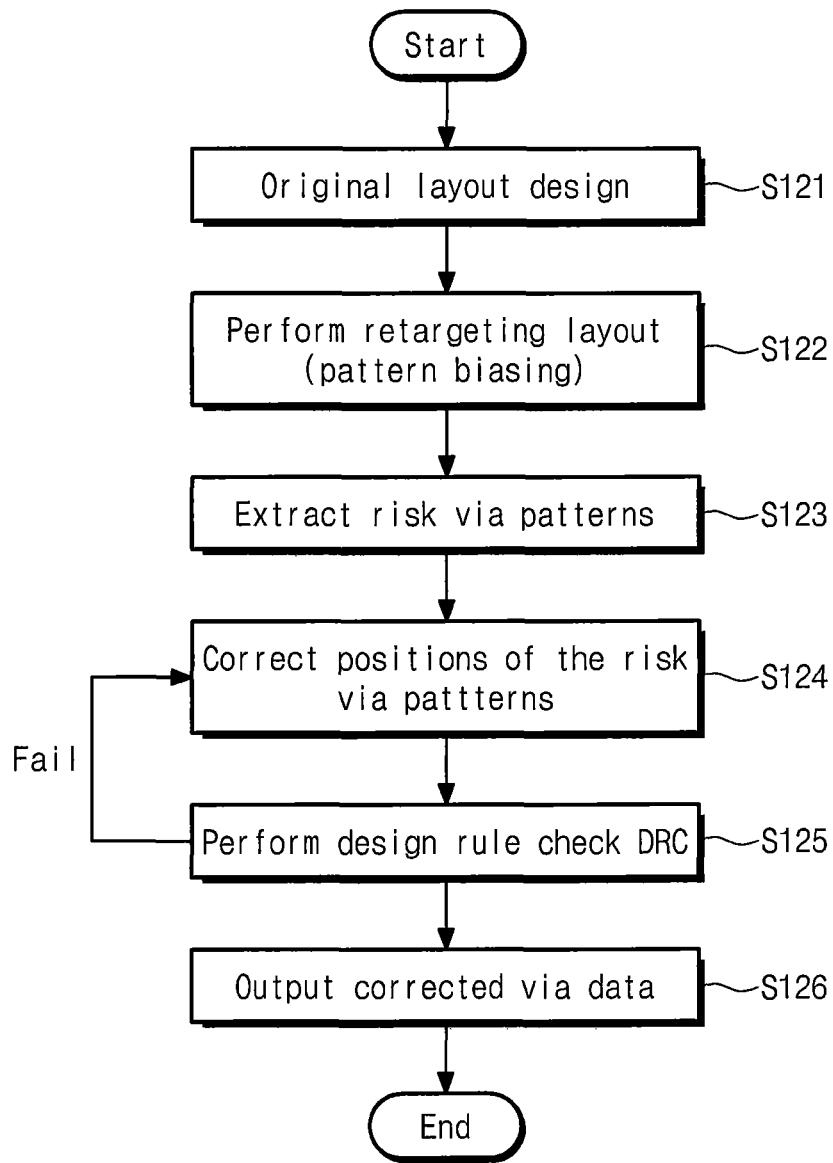 Start
Original layout design
S121
Perform retargeting layout
(pattern biasing)
S122
Extract risk via patterns
S123
Correct positions of the risk
via pattterns
S124
Fail
Perform design rule check DRC
S125
Output corrected via data
S126
End